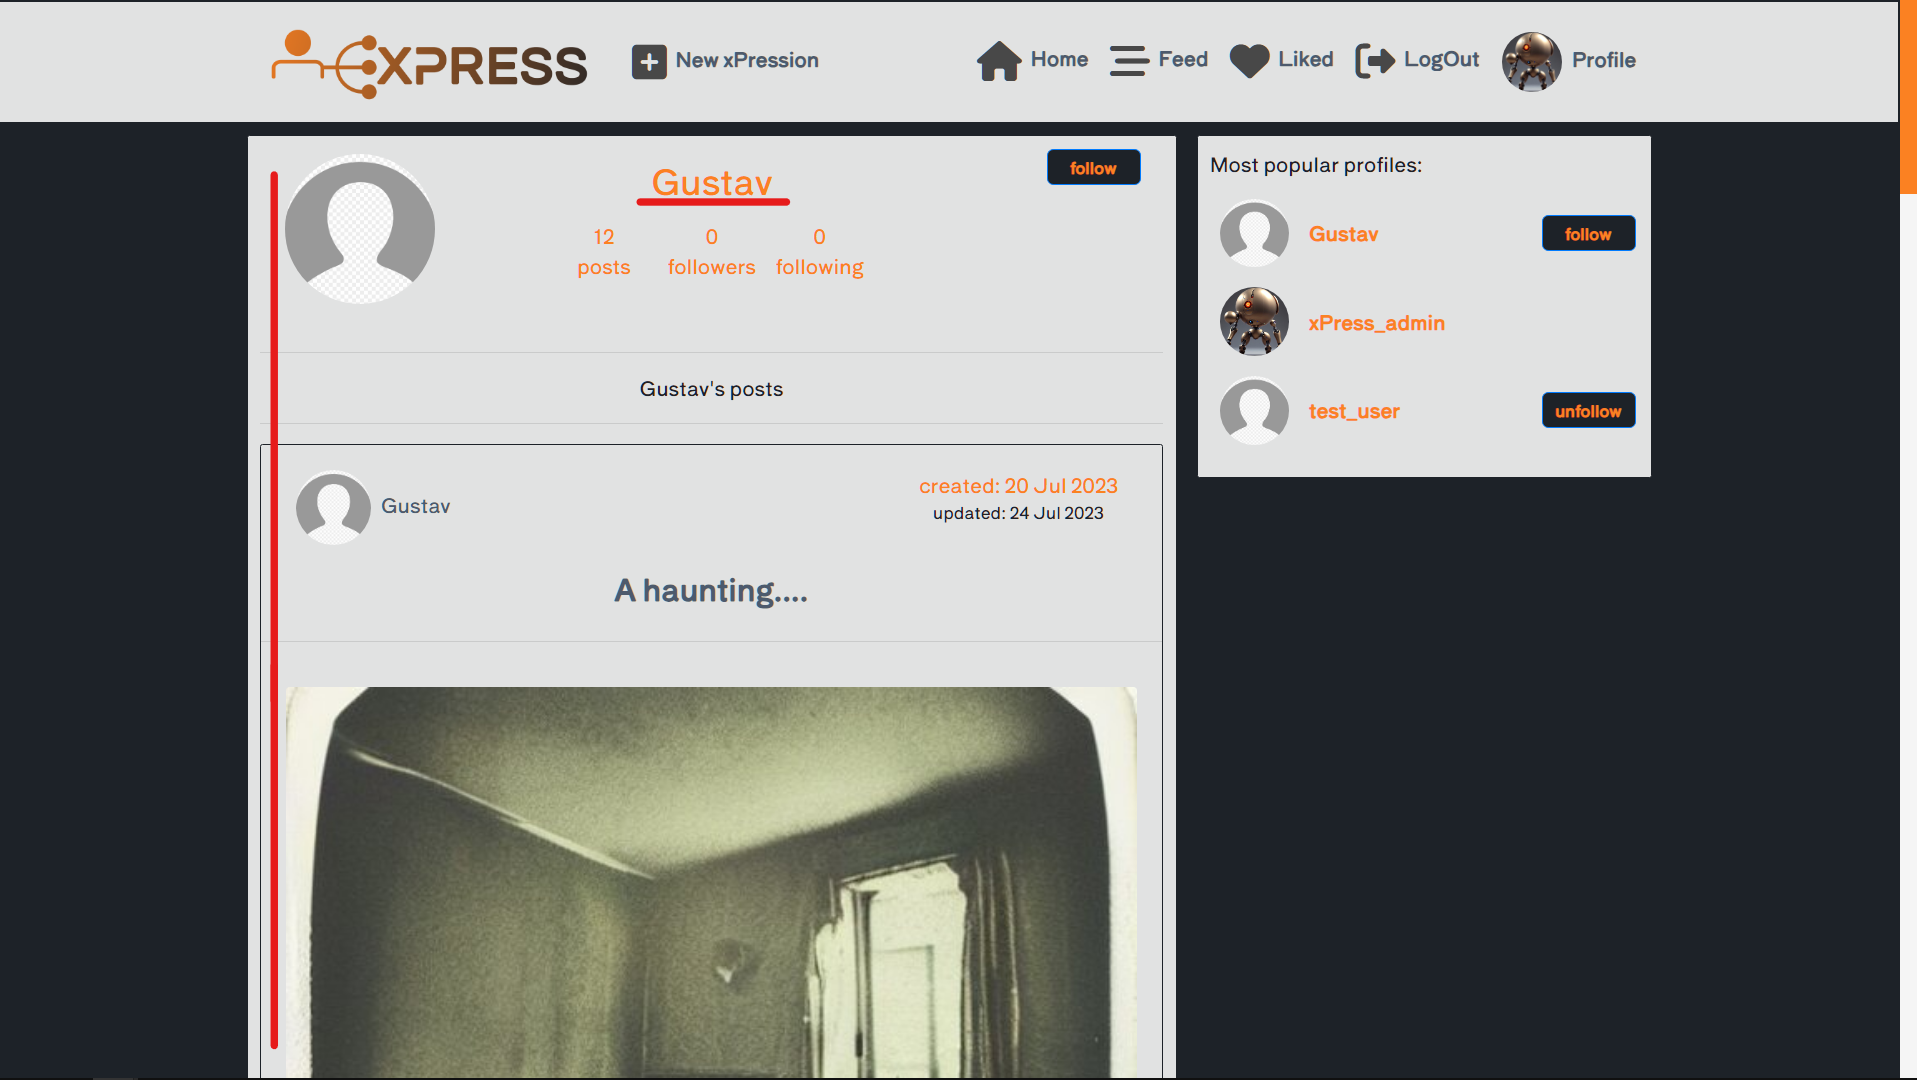 XPRESS
New xPression
Home
Feed
Liked
LogOut
Profile
Gustav
follow
12
posts
0
followers
0
following
Gustav's posts
Gustav
created: 20 Jul 2023
updated: 24 Jul 2023
A haunting....
Most popular profiles:
Gustav
follow
xPress_admin
test_user
unfollow